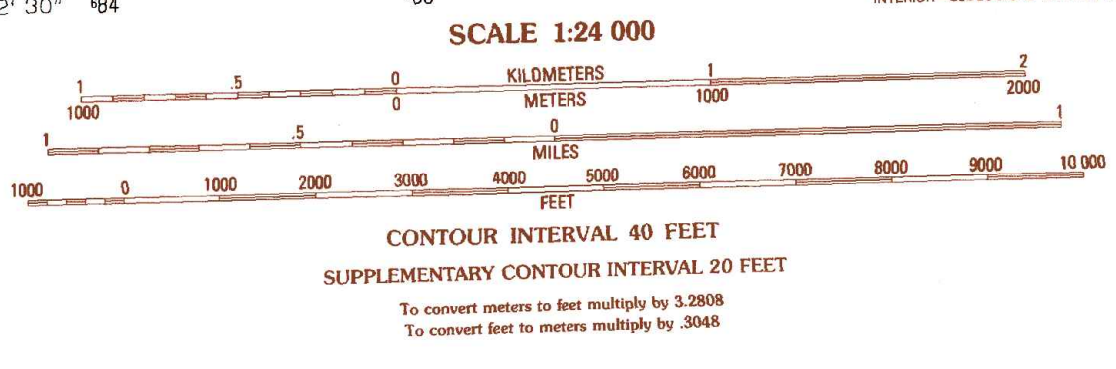 2' 30" 684
SCALE 1:24 000
1 .5 0 KILOMETERS 1 2
1000 0 METERS 1000 2000
1 .5 0 1
MILES
1000 0 1000 2000 3000 4000 5000 6000 7000 8000 9000 10 000
FEET
CONTOUR INTERVAL 40 FEET
SUPPLEMENTARY CONTOUR INTERVAL 20 FEET
To convert meters to feet multiply by 3.2808
To convert feet to meters multiply by .3048